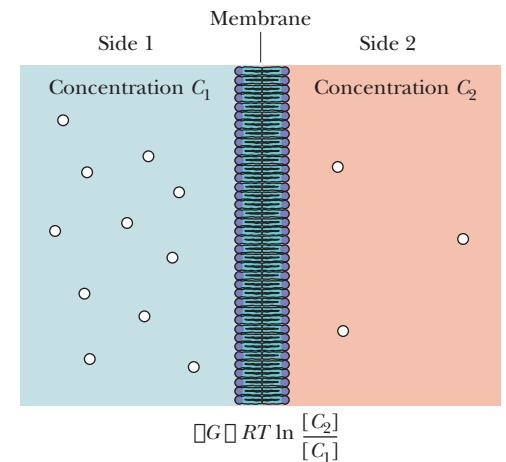 Membrane
Side 1 Side 2
Concentration C₁ Concentration C₂
□G □ RT ln [C₂]/[C₁]